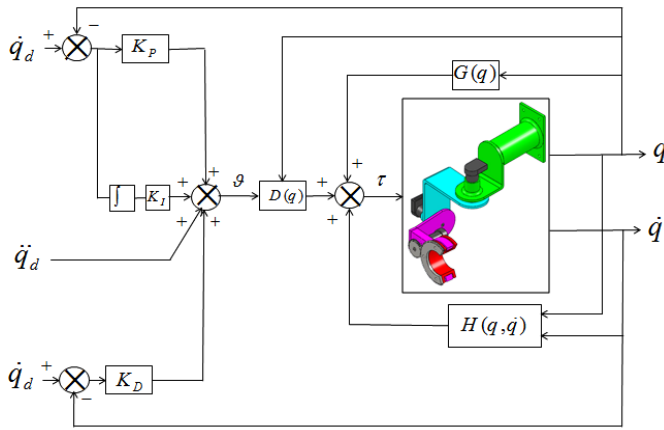 −
q̇_d + K_P
G(q)
+ + +
τ q
∫ K_I + ϑ D(q) +
+ + +
q̈_d q̇
H(q,q̇)
q̇_d + K_D
−